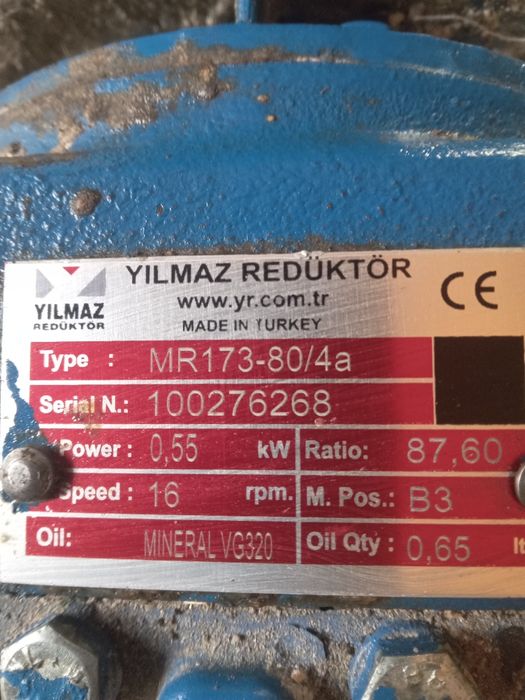 YILMAZ
REDÜKTÖR
YILMAZ REDÜKTÖR
www.yr.com.tr
MADE IN TURKEY
CE
Type : MR173-80/4a
Serial N.: 100276268
Power : 0,55 kW Ratio: 87,60
Speed : 16 rpm. M. Pos.: B3
Oil: MINERAL VG320 Oil Qty : 0,65 lt